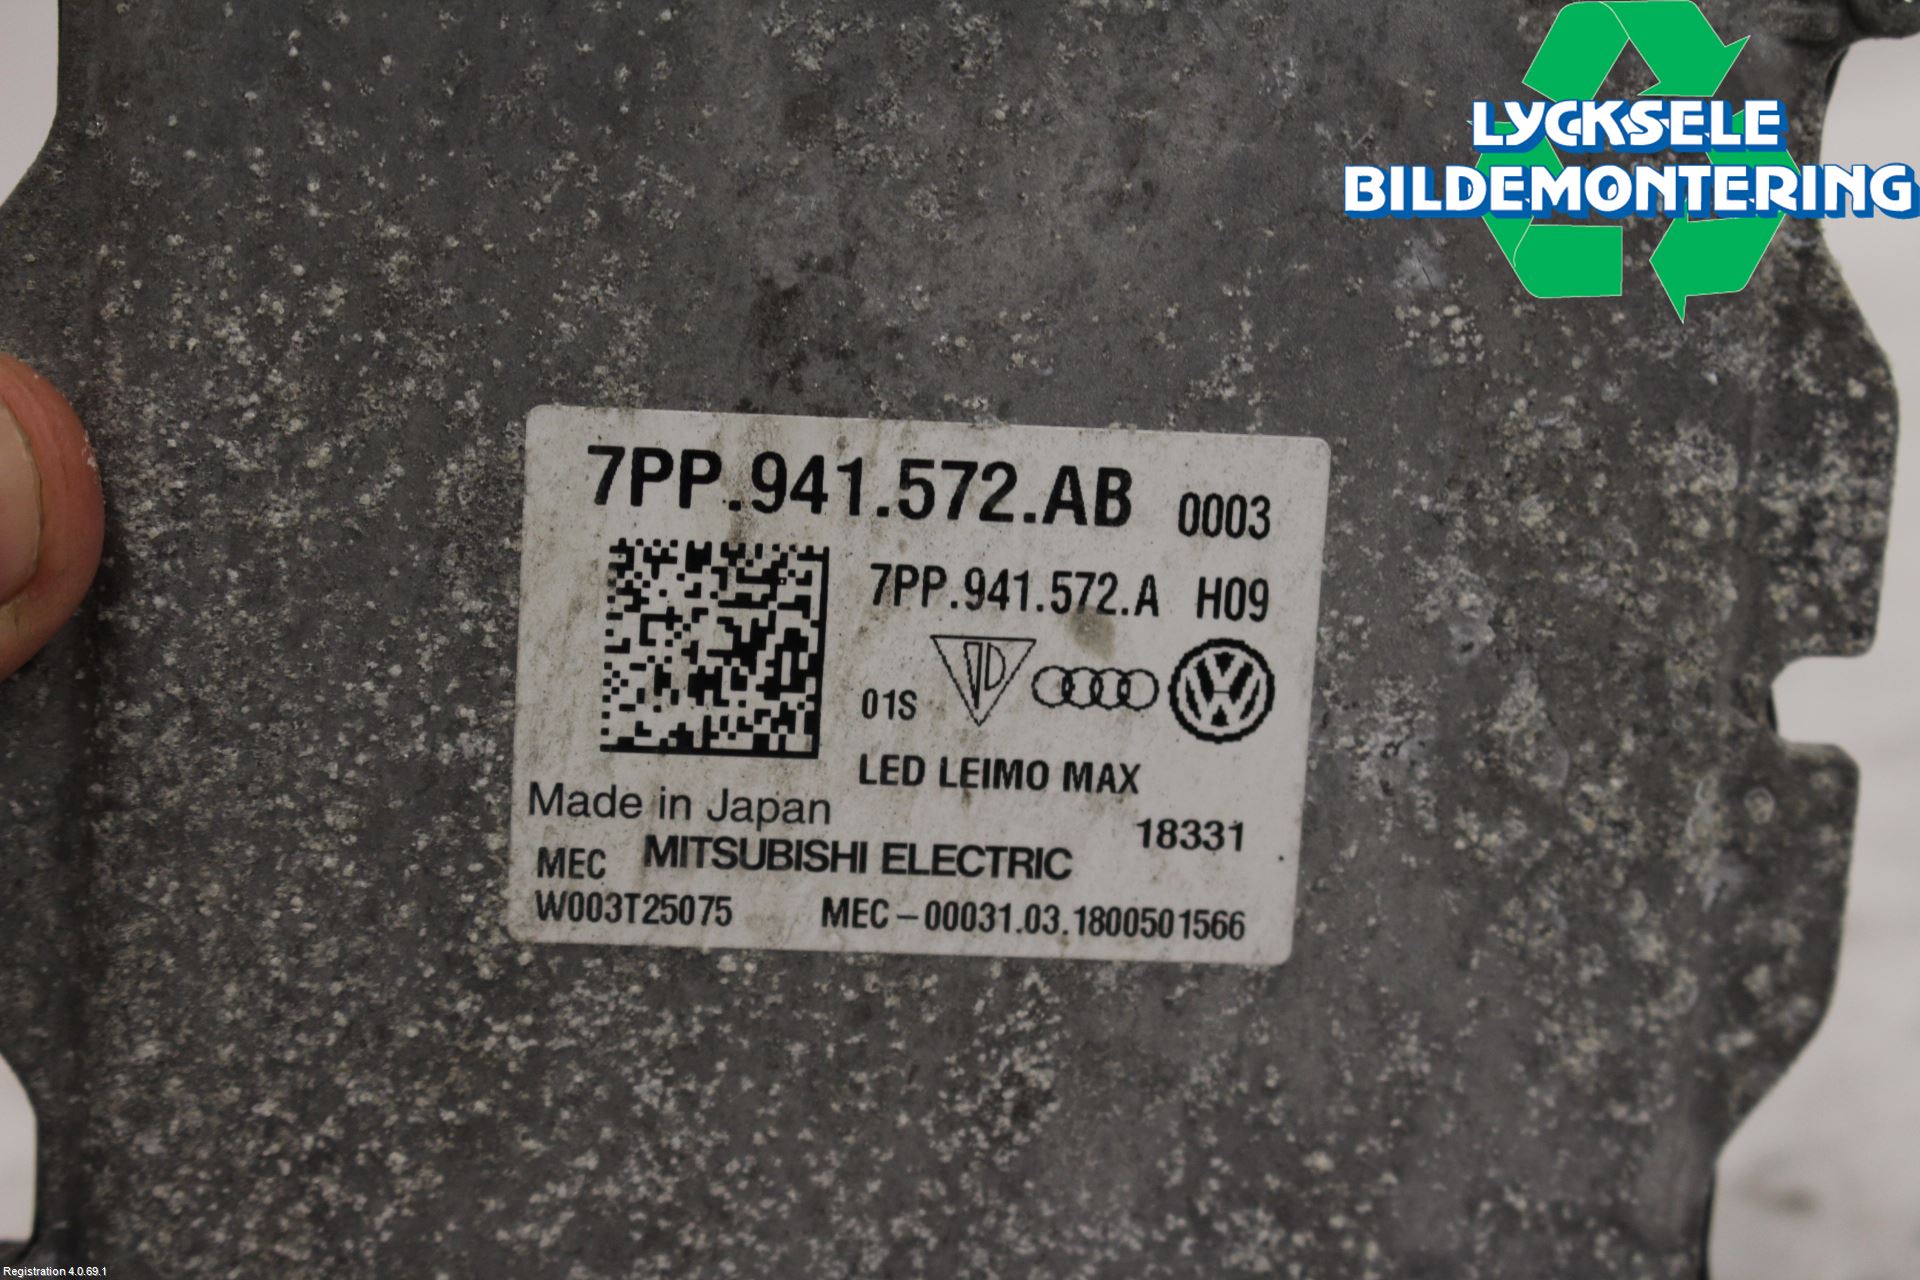 LYCKSELE
BILDEMONTERING
7PP.941.572.AB 0003
7PP.941.572.A H09
01S
LED LEIMO MAX
Made in Japan
18331
MEC MITSUBISHI ELECTRIC
W003T25075 MEC-00031.03.1800501566
Registration 4.0.69.1